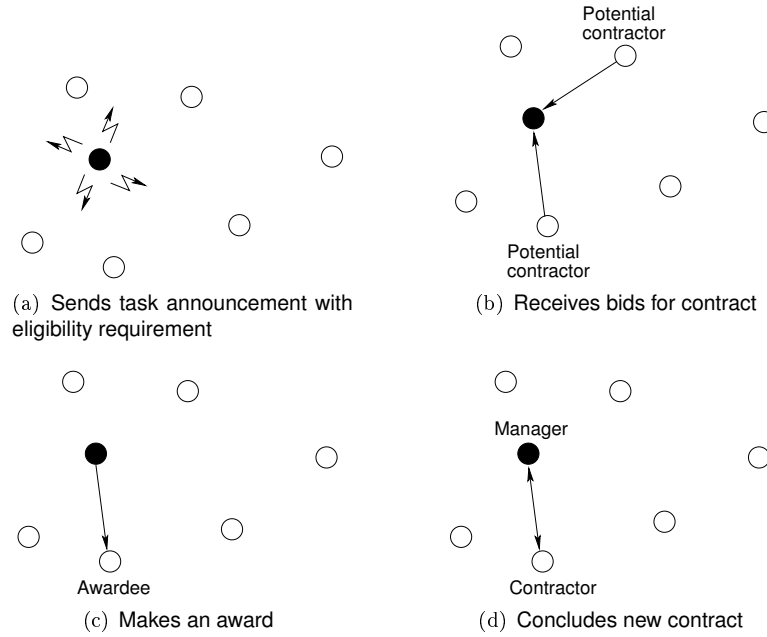 Potential
contractor
Potential
contractor
(a) Sends task announcement with
eligibility requirement
(b) Receives bids for contract
Manager
Awardee
Contractor
(c) Makes an award
(d) Concludes new contract